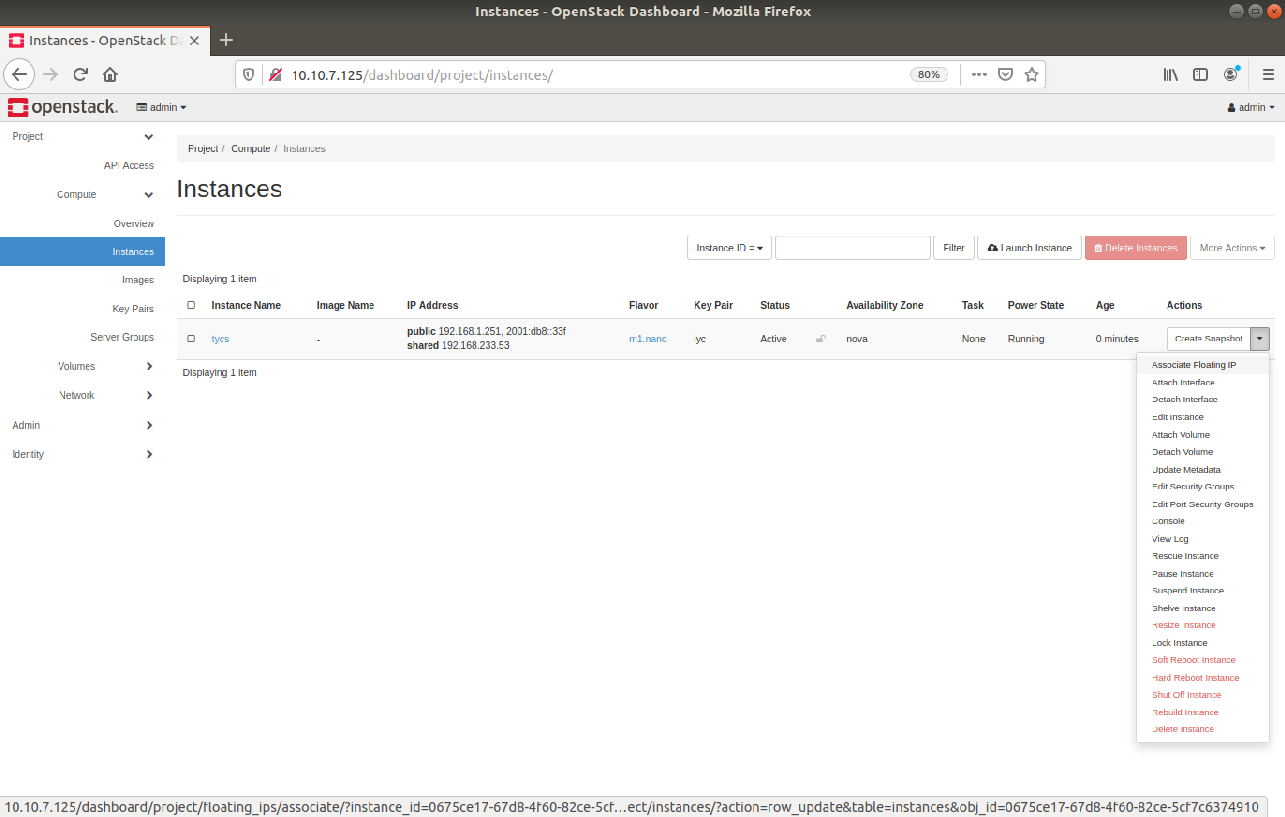 Instances - OpenStack Dashboard - Mozilla Firefox
Instances - OpenStack Da
10.10.7.125/dashboard/project/instances/
80%
openstack. admin admin
Project
API Access
Compute
Overview
Instances
Images
Key Pairs
Server Groups
Volumes
Network
Admin
Identity
Project / Compute / Instances
Instances
Instance ID = Filter Launch Instance Delete Instances More Actions
Displaying 1 item
Instance Name Image Name IP Address Flavor Key Pair Status Availability Zone Task Power State Age Actions
tycs - public 192.168.1.251, 2001:db8::33f m1.nano tyc Active nova None Running 0 minutes Create Snapshot
shared 192.168.233.53
Displaying 1 item
Associate Floating IP
Attach Interface
Detach Interface
Edit Instance
Attach Volume
Detach Volume
Update Metadata
Edit Security Groups
Edit Port Security Groups
Console
View Log
Rescue Instance
Pause Instance
Suspend Instance
Shelve Instance
Resize Instance
Lock Instance
Soft Reboot Instance
Hard Reboot Instance
Shut Off Instance
Rebuild Instance
Delete Instance
10.10.7.125/dashboard/project/floating_ips/associate/?instance_id=0675ce17-67d8-4f60-82ce-5cf…ect/instances/?action=row_update&table=instances&obj_id=0675ce17-67d8-4f60-82ce-5cf7c6374910